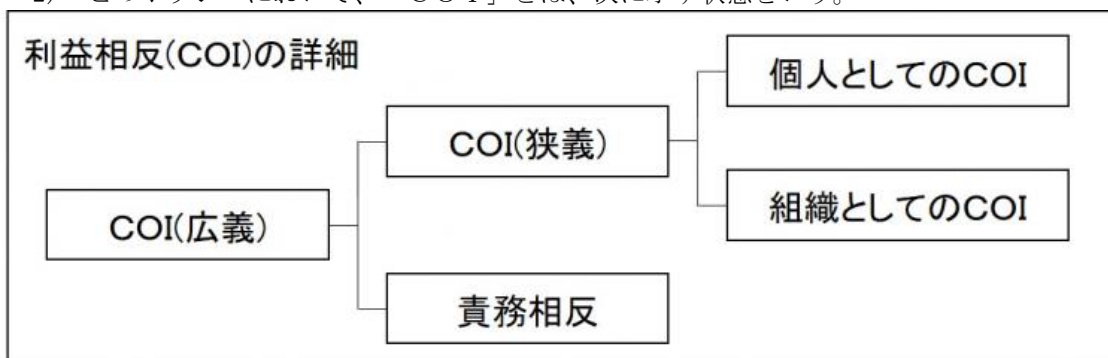 利益相反(COI)の詳細
個人としてのCOI
COI(狭義)
組織としてのCOI
COI(広義)
責務相反